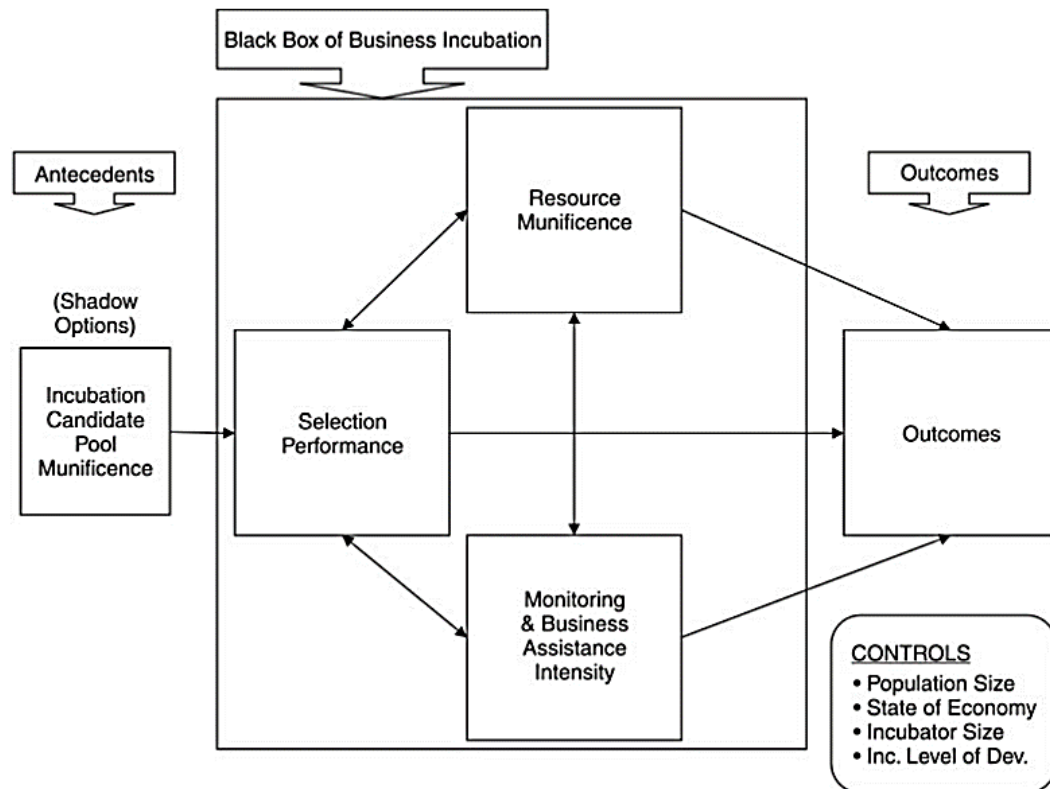 Black Box of Business Incubation
Antecedents
Outcomes
Resource
Munificence
(Shadow
Options)
Incubation
Candidate
Pool
Munificence
Selection
Performance
Outcomes
Monitoring
& Business
Assistance
Intensity
CONTROLS
• Population Size
• State of Economy
• Incubator Size
• Inc. Level of Dev.